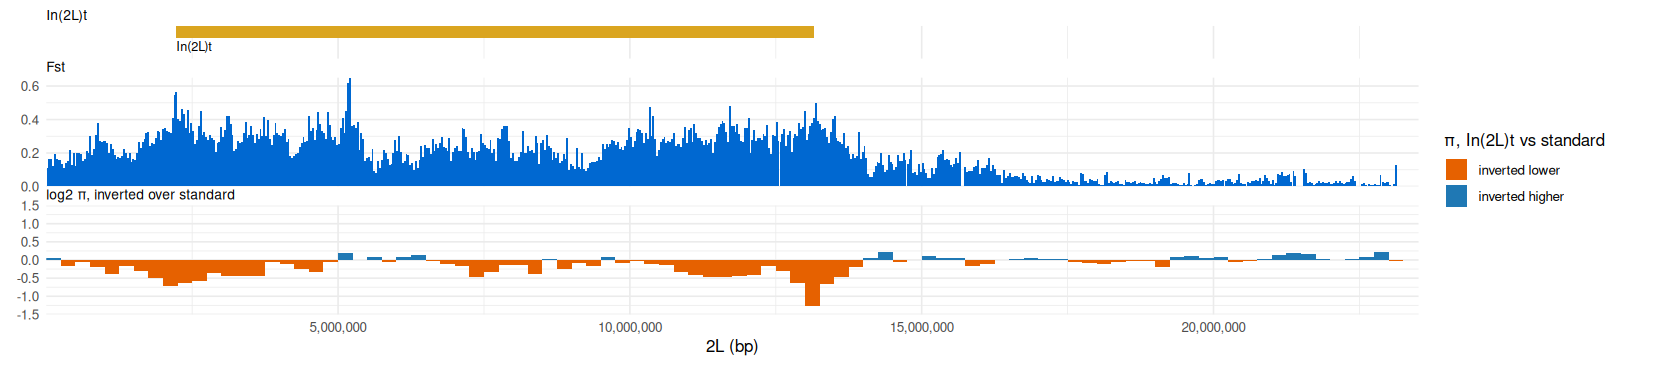 In(2L)t
In(2L)t
Fst
0.6
0.4
0.2
0.0
log2 π, inverted over standard
1.5
1.0
0.5
0.0
-0.5
-1.0
-1.5
5,000,000 10,000,000 15,000,000 20,000,000
2L (bp)
π, In(2L)t vs standard
inverted lower
inverted higher